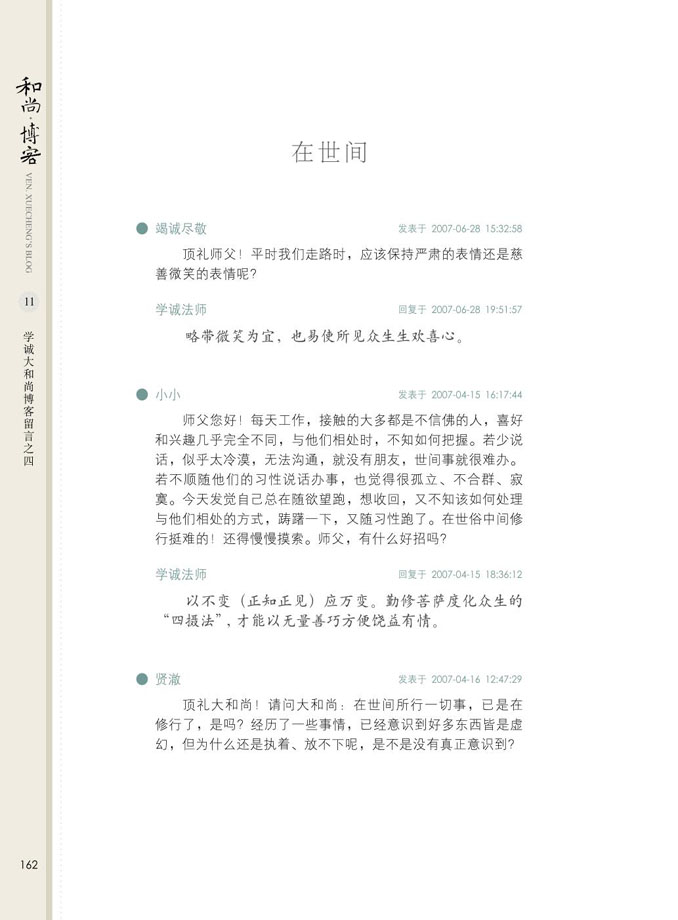 和尚·博客
VEN. XUECHENG'S BLOG
11
学诚大和尚博客留言之四
在世间
竭诚尽敬 发表于 2007-06-28 15:32:58
顶礼师父！平时我们走路时，应该保持严肃的表情还是慈
善微笑的表情呢？
学诚法师 回复于 2007-06-28 19:51:57
略带微笑为宜，也易使所见众生生欢喜心。
小小 发表于 2007-04-15 16:17:44
师父您好！每天工作，接触的大多都是不信佛的人，喜好
和兴趣几乎完全不同，与他们相处时，不知如何把握。若少说
话，似乎太冷漠，无法沟通，就没有朋友，世间事就很难办。
若不顺随他们的习性说话办事，也觉得很孤立、不合群、寂
寞。今天发觉自己总在随欲望跑，想收回，又不知该如何处理
与他们相处的方式，踌躇一下，又随习性跑了。在世俗中间修
行挺难的！还得慢慢摸索。师父，有什么好招吗？
学诚法师 回复于 2007-04-15 18:36:12
以不变（正知正见）应万变。勤修菩萨度化众生的
“四摄法”，才能以无量善巧方便饶益有情。
贤澈 发表于 2007-04-16 12:47:29
顶礼大和尚！请问大和尚：在世间所行一切事，已是在
修行了，是吗？经历了一些事情，已经意识到好多东西皆是虚
幻，但为什么还是执着、放不下呢，是不是没有真正意识到？
162